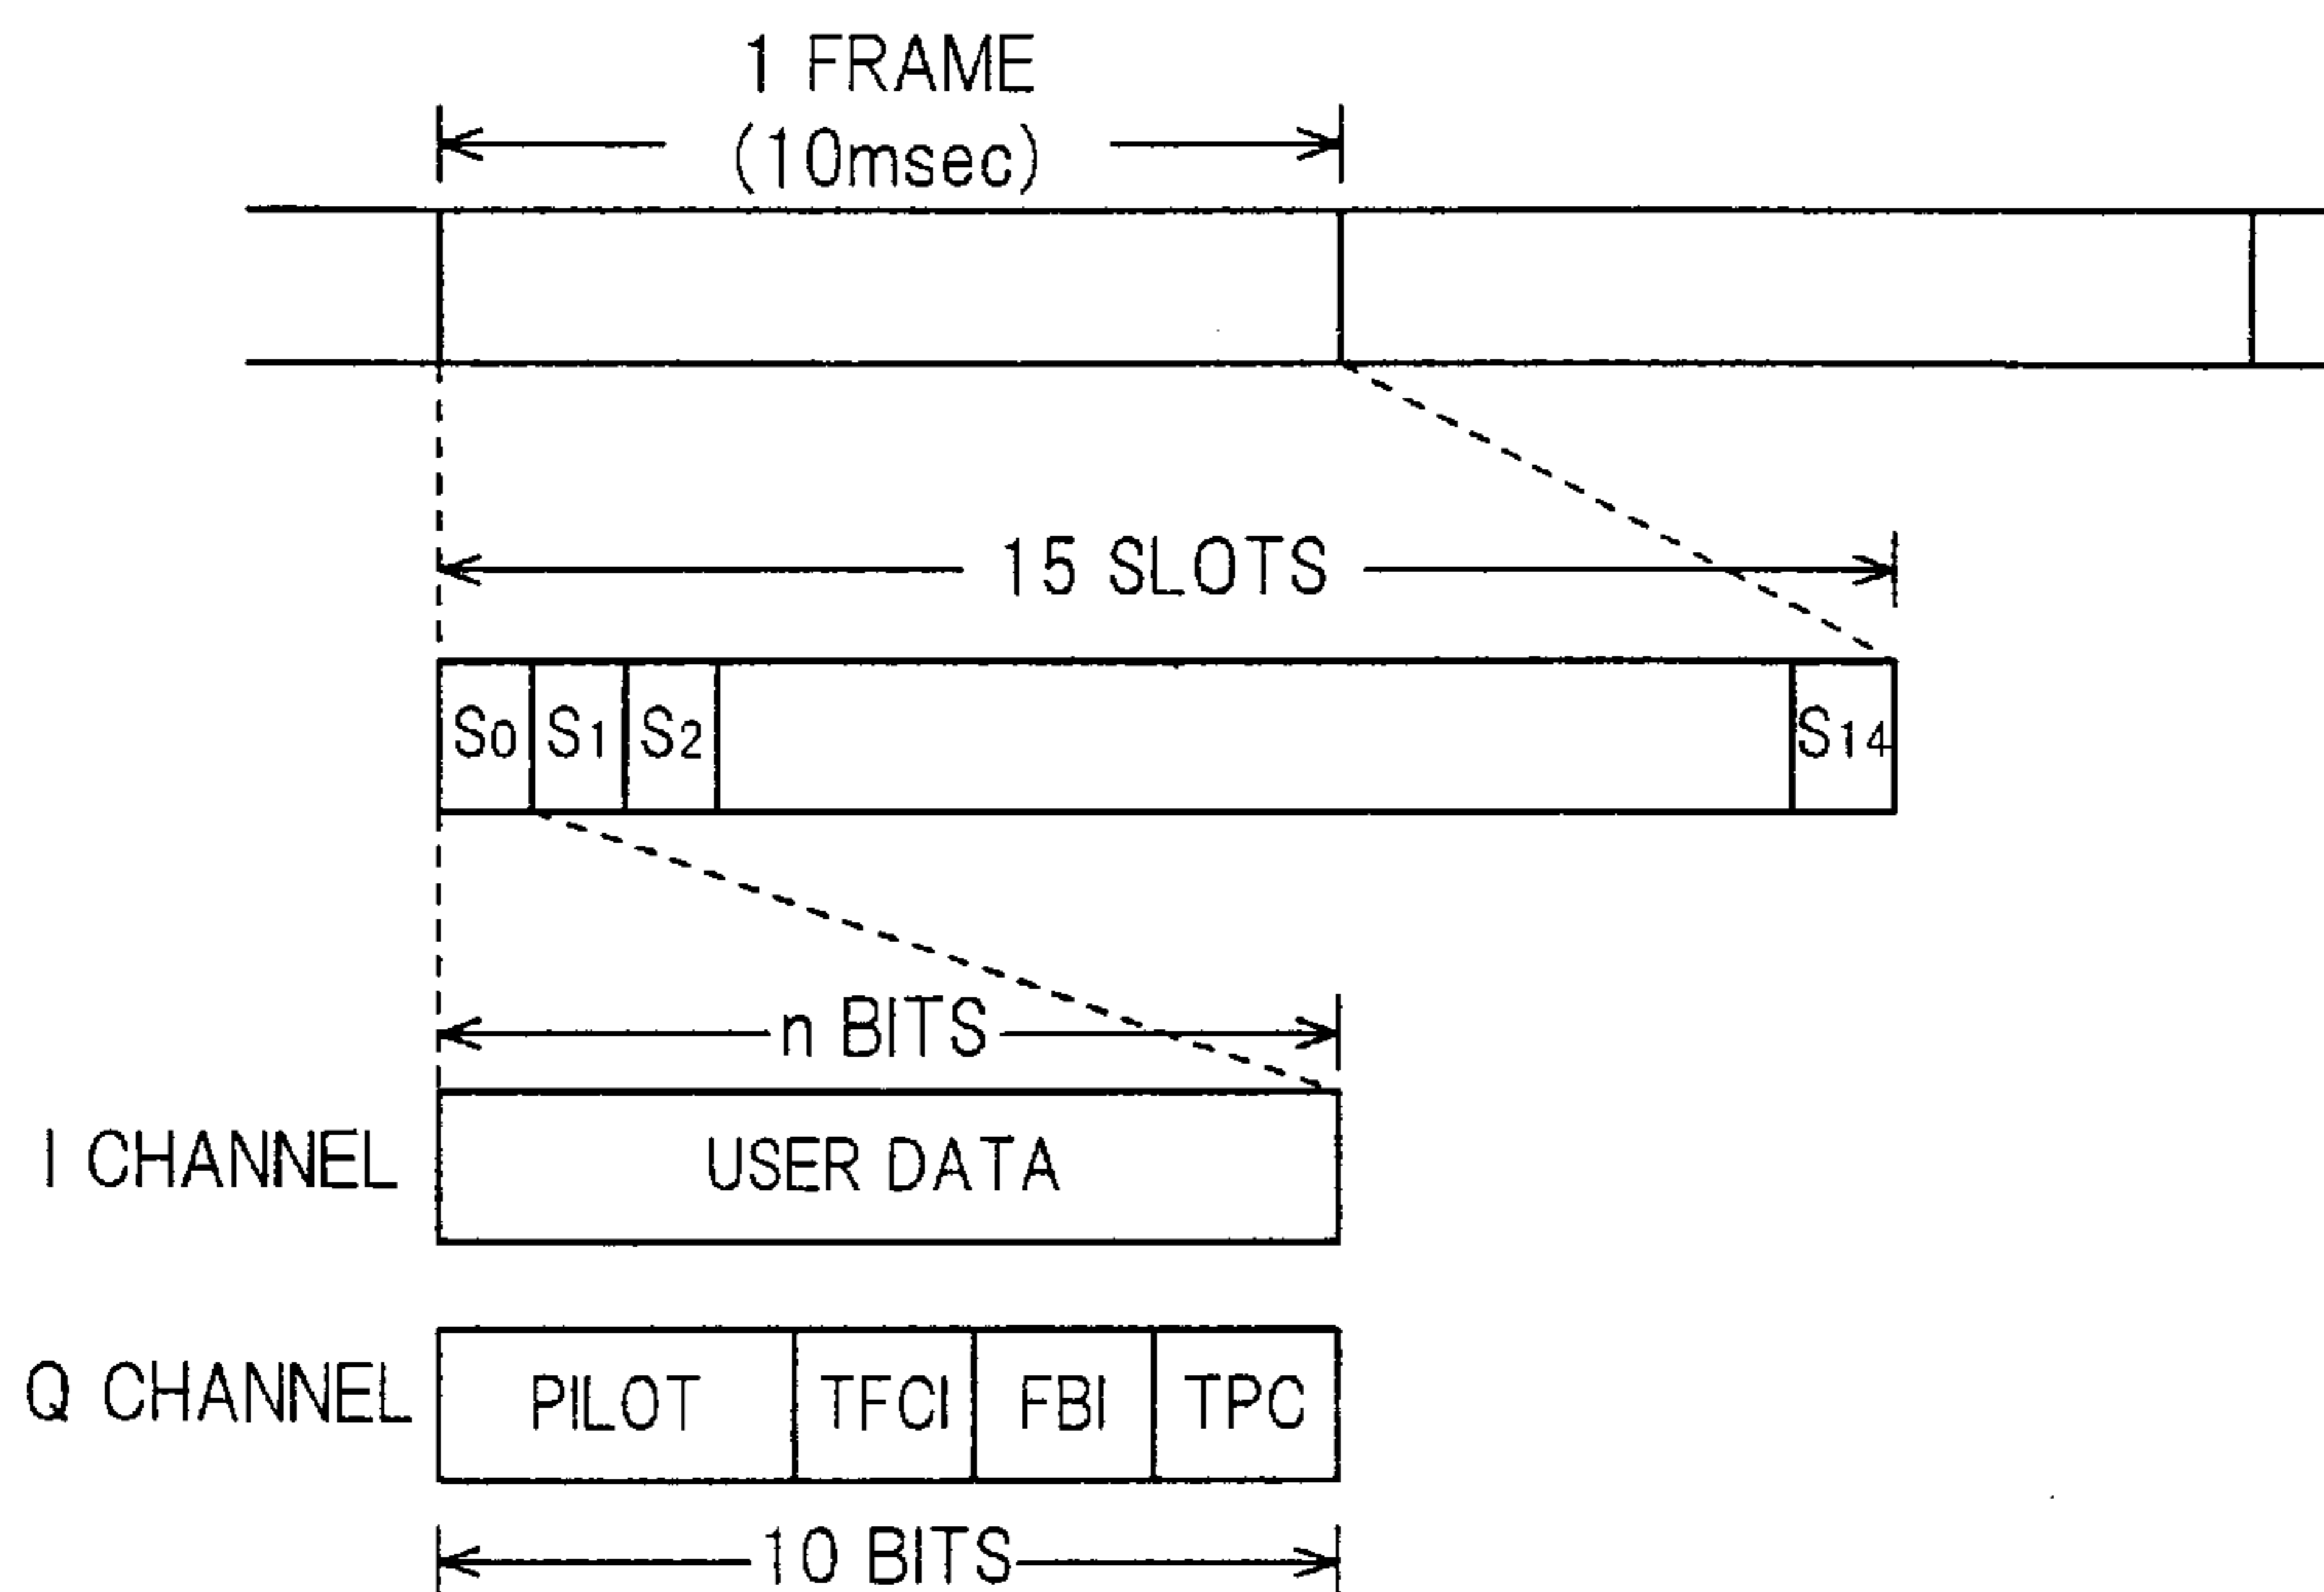 1 FRAME
(10msec)
15 SLOTS
S0 S1 S2 S14
n BITS
I CHANNEL USER DATA
Q CHANNEL PILOT TFCI FBI TPC
10 BITS